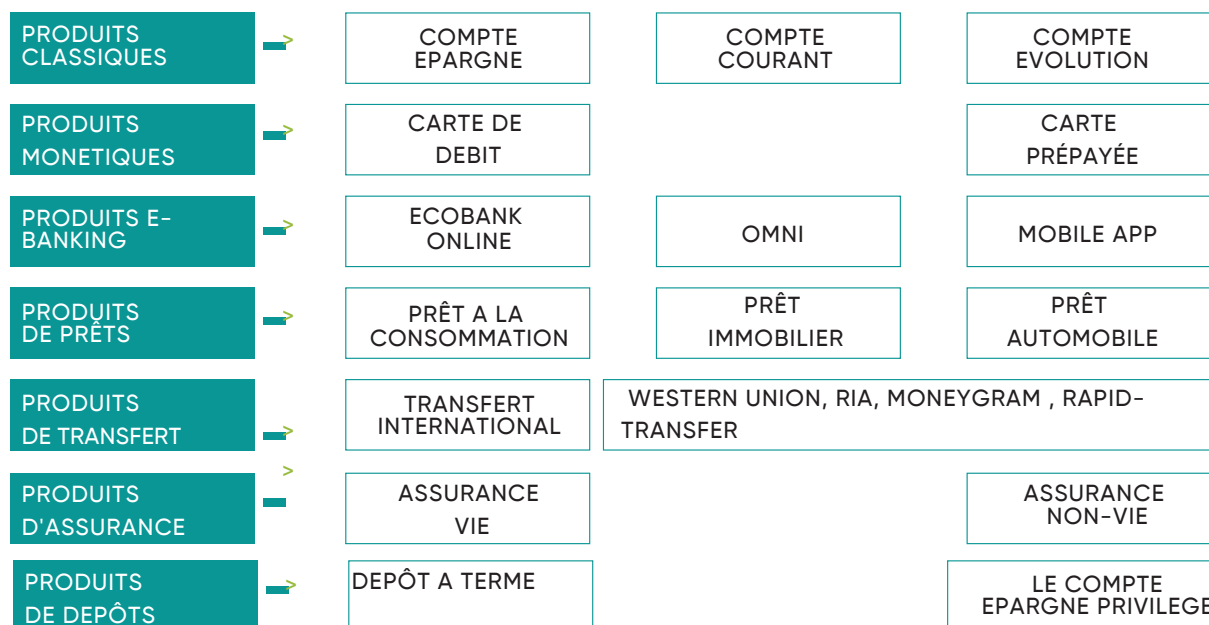 PRODUITS
CLASSIQUES
>
COMPTE
EPARGNE
COMPTE
COURANT
COMPTE
EVOLUTION
PRODUITS
MONETIQUES
>
CARTE DE
DEBIT
CARTE
PRÉPAYÉE
PRODUITS E-
BANKING
>
ECOBANK
ONLINE
OMNI
MOBILE APP
PRODUITS
DE PRÊTS
>
PRÊT A LA
CONSOMMATION
PRÊT
IMMOBILIER
PRÊT
AUTOMOBILE
PRODUITS
DE TRANSFERT
>
TRANSFERT
INTERNATIONAL
WESTERN UNION, RIA, MONEYGRAM , RAPID-
TRANSFER
PRODUITS
D'ASSURANCE
>
ASSURANCE
VIE
ASSURANCE
NON-VIE
PRODUITS
DE DEPÔTS
>
DEPÔT A TERME
LE COMPTE
EPARGNE PRIVILEGE